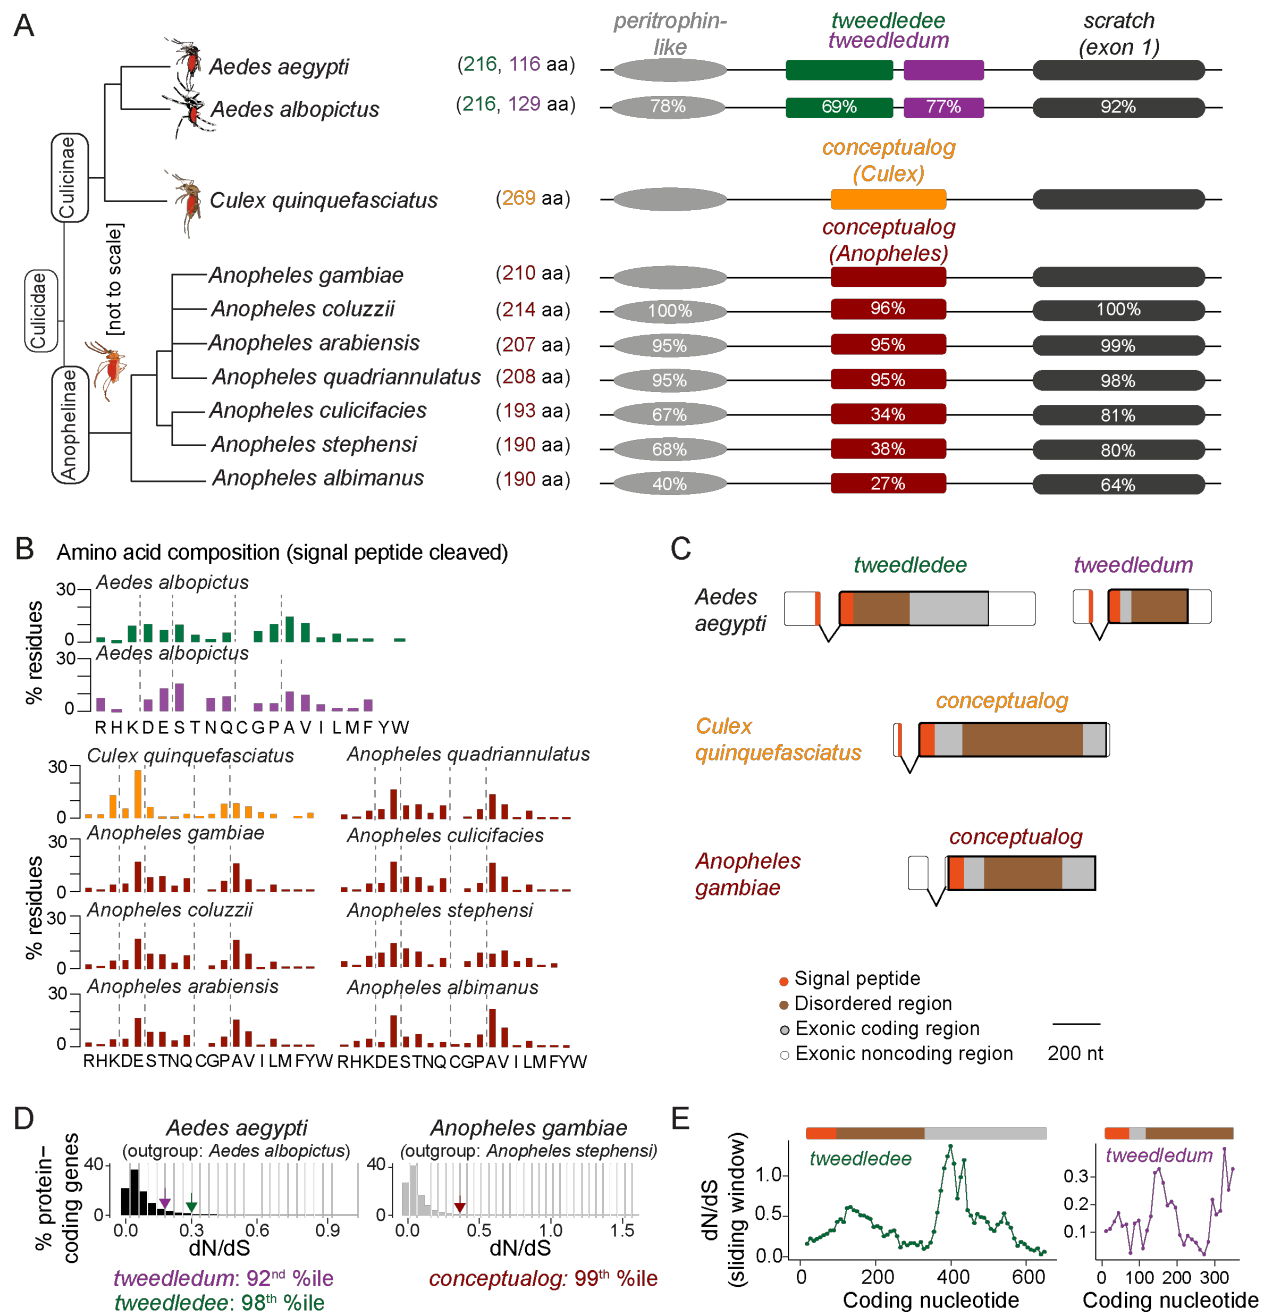 A
peritrophin-
like
tweedledee
tweedledum
scratch
(exon 1)
Aedes aegypti (216, 116 aa)
Aedes albopictus (216, 129 aa) 78% 69% 77% 92%
conceptualog
(Culex)
Culex quinquefasciatus (269 aa)
conceptualog
(Anopheles)
Anopheles gambiae (210 aa)
Anopheles coluzzii (214 aa) 100% 96% 100%
Anopheles arabiensis (207 aa) 95% 95% 99%
Anopheles quadriannulatus (208 aa) 95% 95% 98%
Anopheles culicifacies (193 aa) 67% 34% 81%
Anopheles stephensi (190 aa) 68% 38% 80%
Anopheles albimanus (190 aa) 40% 27% 64%
Culicinae
Culicidae
Anophelinae
[not to scale]
B Amino acid composition (signal peptide cleaved)
% residues
Aedes albopictus
30
0
Aedes albopictus
30
0
R H K D E S T N Q C G P A V I L M F Y W
% residues
Culex quinquefasciatus
30
0
Anopheles quadriannulatus
Anopheles gambiae
30
0
Anopheles culicifacies
Anopheles coluzzii
30
0
Anopheles stephensi
Anopheles arabiensis
30
0
Anopheles albimanus
R H K D E S T N Q C G P A V I L M F Y W
R H K D E S T N Q C G P A V I L M F Y W
C
tweedledee tweedledum
Aedes
aegypti
conceptualog
Culex
quinquefasciatus
conceptualog
Anopheles
gambiae
Signal peptide
Disordered region
Exonic coding region
Exonic noncoding region
200 nt
D
% protein-
coding genes
Aedes aegypti
(outgroup: Aedes albopictus)
40
0
0.0 0.3 0.6 0.9
dN/dS
tweedledum: 92nd %ile
tweedledee: 98th %ile
Anopheles gambiae
(outgroup: Anopheles stephensi)
40
0
0.0 0.5 1.0 1.5
dN/dS
conceptualog: 99th %ile
E
dN/dS
(sliding window)
tweedledee
1.0
0.5
0.0
0 200 400 600
Coding nucleotide
tweedledum
0.3
0.2
0.1
0 100 300
Coding nucleotide